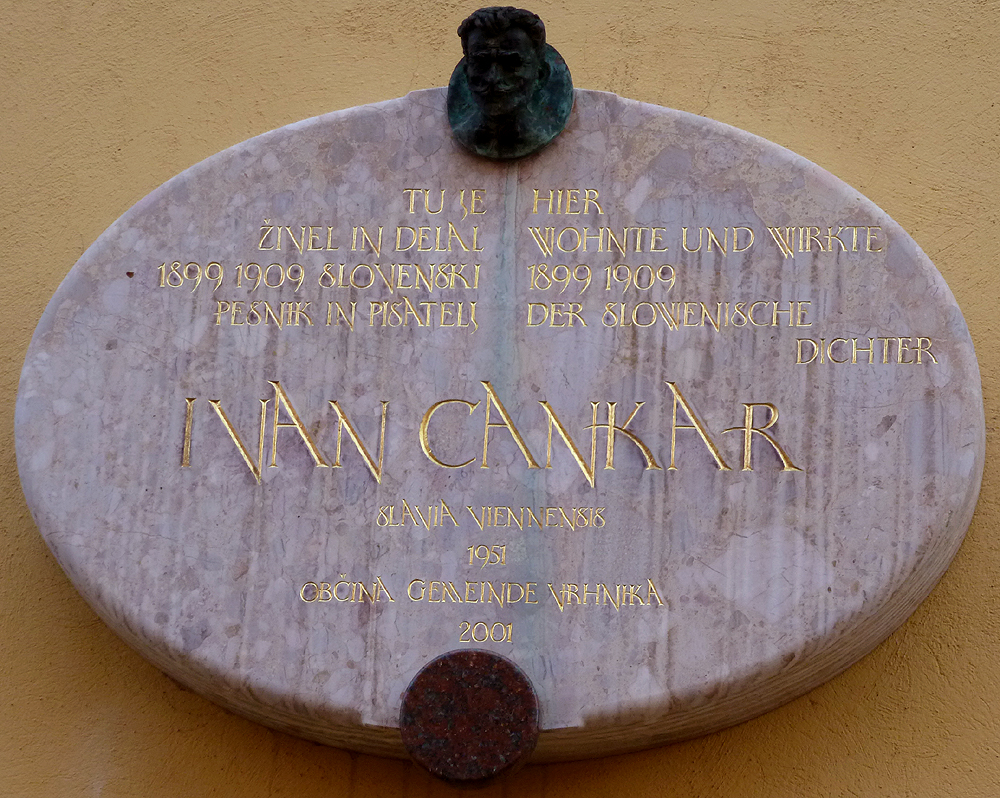 TU JE
ŽIVEL IN DELAL
1899 1909 SLOVENSKI
PESNIK IN PISATELJ
HIER
WOHNTE UND WIRKTE
1899 1909
DER SLOWENISCHE
DICHTER
IVAN CANKAR
SLAVIA VIENNENSIS
1951
OBČINA GEMEINDE VRHNIKA
2001